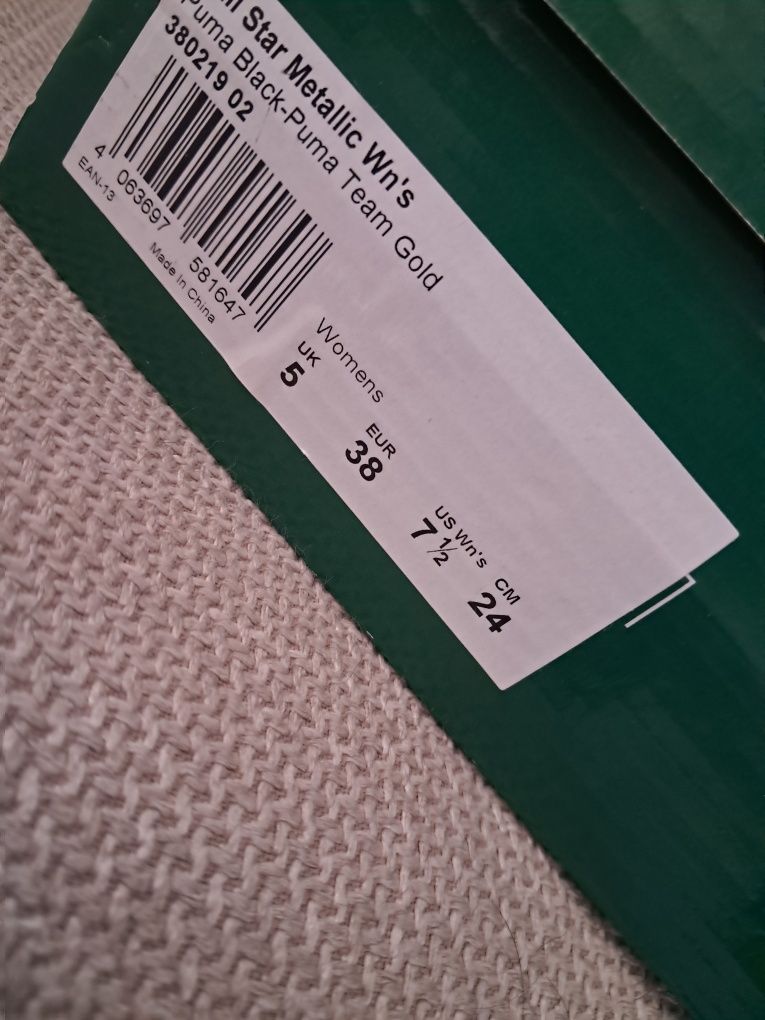 Star Metallic Wn's
Puma Black-Puma Team Gold
380219 02
4 063697 581647
EAN-13
Made in China
Womens
UK
5
EUR
38
US Wn's
7 1/2
CM
24